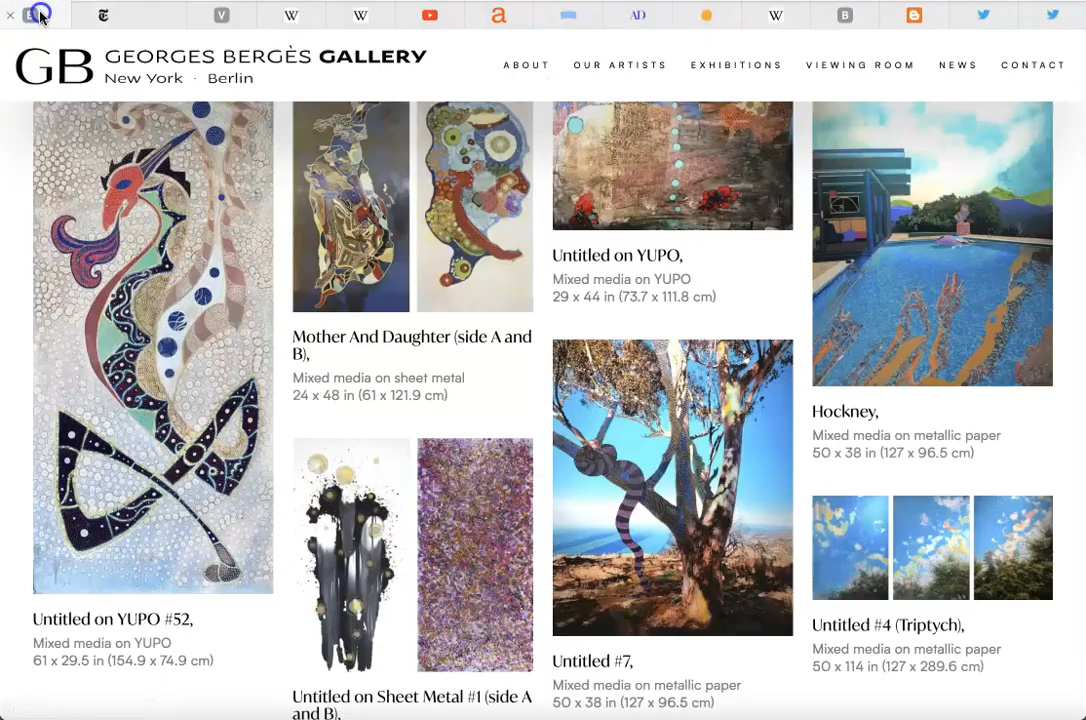 V
W
W
a
AD
W
B
GB
GEORGES BERGÈS GALLERY
New York · Berlin
ABOUT
OUR ARTISTS
EXHIBITIONS
VIEWING ROOM
NEWS
CONTACT
Untitled on YUPO #52,
Mixed media on YUPO
61 x 29.5 in (154.9 x 74.9 cm)
Mother And Daughter (side A and
B),
Mixed media on sheet metal
24 x 48 in (61 x 121.9 cm)
Untitled on Sheet Metal #1 (side A
and B),
Untitled on YUPO,
Mixed media on YUPO
29 x 44 in (73.7 x 111.8 cm)
Untitled #7,
Mixed media on metallic paper
50 x 38 in (127 x 96.5 cm)
Hockney,
Mixed media on metallic paper
50 x 38 in (127 x 96.5 cm)
Untitled #4 (Triptych),
Mixed media on metallic paper
50 x 114 in (127 x 289.6 cm)